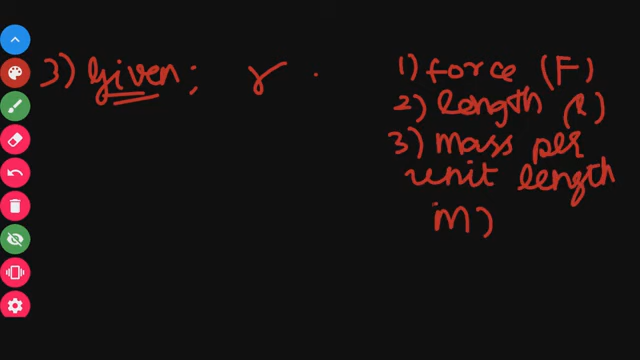 3) Given; r
1) force (F)
2) length (l)
3) mass per
unit length
m)